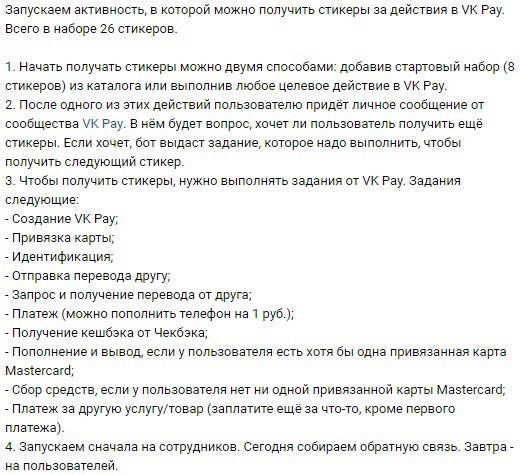 Запускаем активность, в которой можно получить стикеры за действия в VK Pay.
Всего в наборе 26 стикеров.
1. Начать получать стикеры можно двумя способами: добавив стартовый набор (8
стикеров) из каталога или выполнив любое целевое действие в VK Pay.
2. После одного из этих действий пользователю придёт личное сообщение от
сообщества VK Pay. В нём будет вопрос, хочет ли пользователь получить ещё
стикеры. Если хочет, бот выдаст задание, которое надо выполнить, чтобы
получить следующий стикер.
3. Чтобы получить стикеры, нужно выполнять задания от VK Pay. Задания
следующие:
- Создание VK Pay;
- Привязка карты;
- Идентификация;
- Отправка перевода другу;
- Запрос и получение перевода от друга;
- Платеж (можно пополнить телефон на 1 руб.);
- Получение кешбэка от Чекбэка;
- Пополнение и вывод, если у пользователя есть хотя бы одна привязанная карта
Mastercard;
- Сбор средств, если у пользователя нет ни одной привязанной карты Mastercard;
- Платеж за другую услугу/товар (заплатите ещё за что-то, кроме первого
платежа).
4. Запускаем сначала на сотрудников. Сегодня собираем обратную связь. Завтра -
на пользователей.